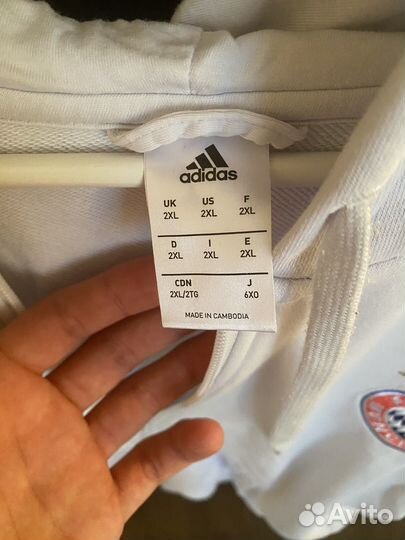 adidas
UK US F
2XL 2XL 2XL
D I E
2XL 2XL 2XL
CDN J
2XL/2TG 6XO
MADE IN CAMBODIA
Avito